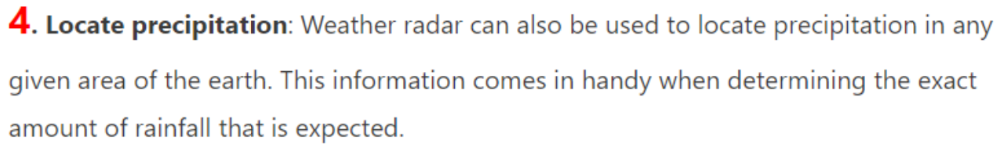 4. Locate precipitation: Weather radar can also be used to locate precipitation in any
given area of the earth. This information comes in handy when determining the exact
amount of rainfall that is expected.